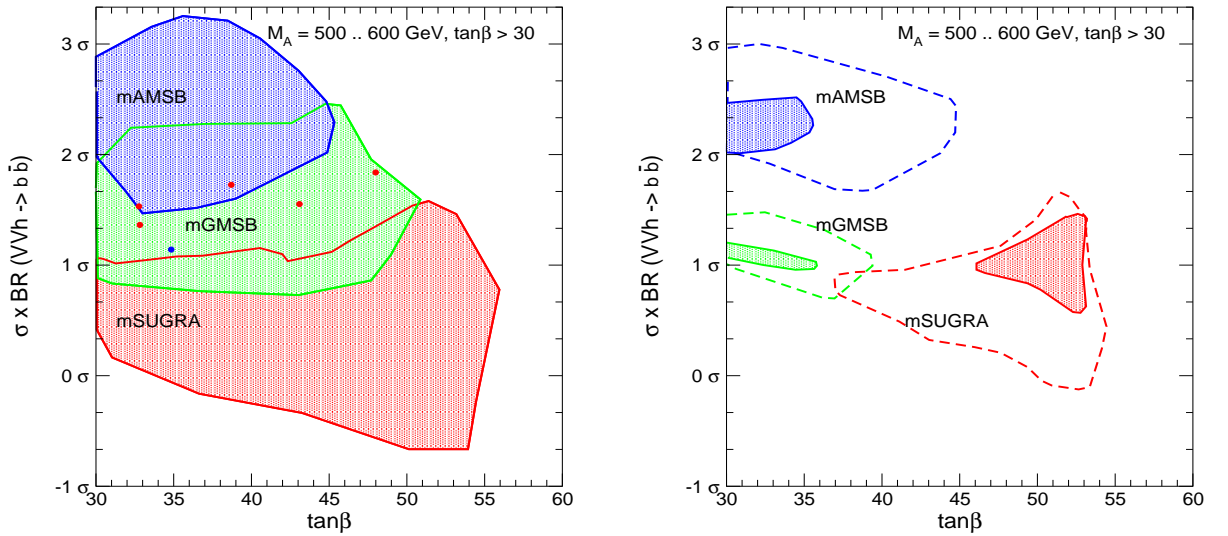 M_A = 500 .. 600 GeV, tanβ > 30
3 σ
2 σ
1 σ
0 σ
-1 σ
σ x BR (VVh -> b b̄)
mAMSB
mGMSB
mSUGRA
30 35 40 45 50 55 60
tanβ
M_A = 500 .. 600 GeV, tanβ > 30
3 σ
2 σ
1 σ
0 σ
-1 σ
σ x BR (VVh -> b b̄)
mAMSB
mGMSB
mSUGRA
30 35 40 45 50 55 60
tanβ